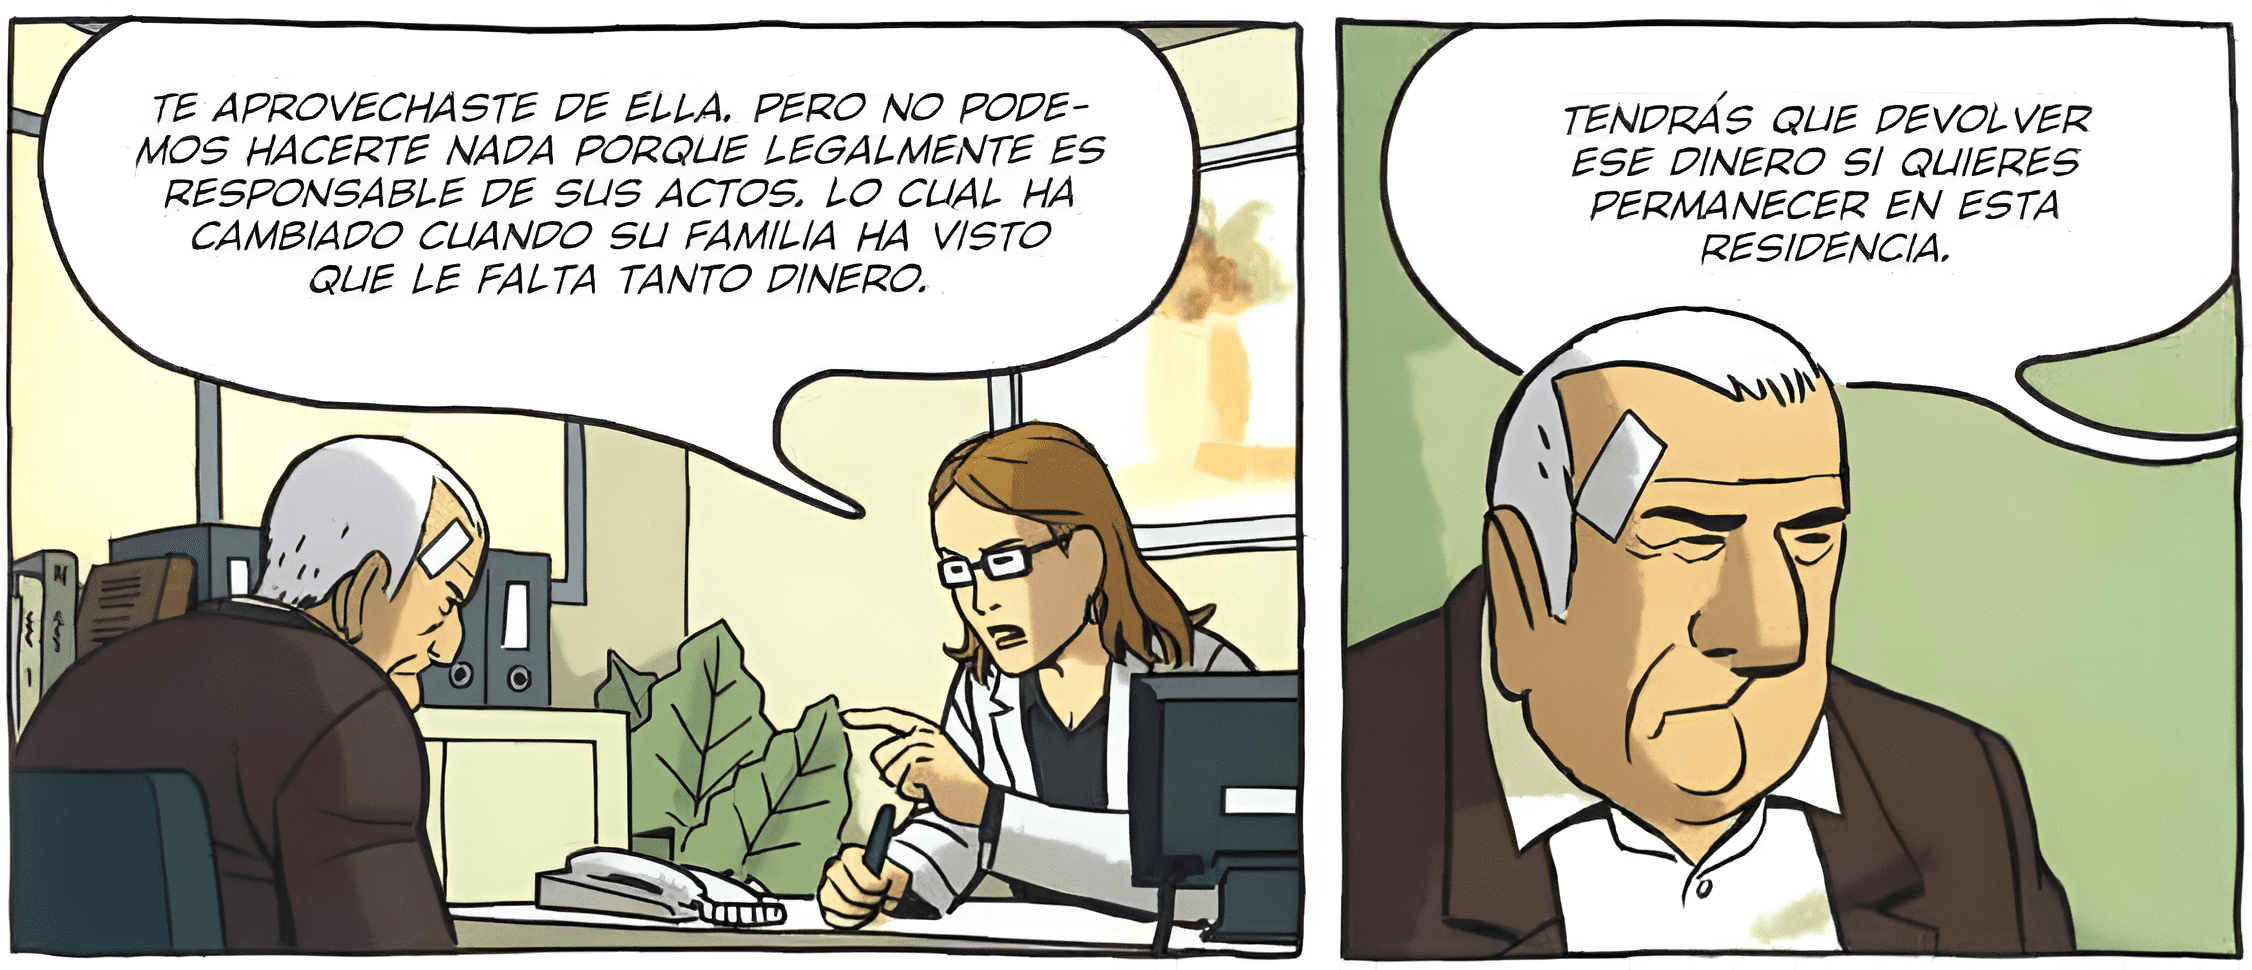 TE APROVECHASTE DE ELLA. PERO NO PODE-
MOS HACERTE NADA PORQUE LEGALMENTE ES
RESPONSABLE DE SUS ACTOS. LO CUAL HA
CAMBIADO CUANDO SU FAMILIA HA VISTO
QUE LE FALTA TANTO DINERO.
TENDRÁS QUE DEVOLVER
ESE DINERO SI QUIERES
PERMANECER EN ESTA
RESIDENCIA.